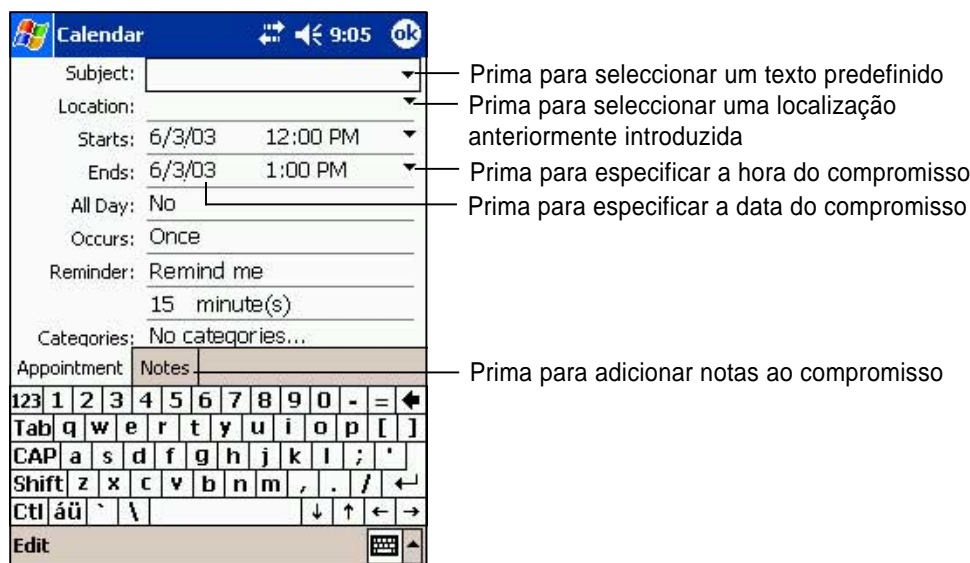 Calendar 9:05 ok
Subject:
Prima para seleccionar um texto predefinido
Location:
Prima para seleccionar uma localização
anteriormente introduzida
Starts: 6/3/03 12:00 PM
Ends: 6/3/03 1:00 PM
Prima para especificar a hora do compromisso
All Day: No
Prima para especificar a data do compromisso
Occurs: Once
Reminder: Remind me
15 minute(s)
Categories: No categories...
Appointment Notes
Prima para adicionar notas ao compromisso
123 1 2 3 4 5 6 7 8 9 0 - = 🡄
Tab q w e r t y u i o p [ ]
CAP a s d f g h j k l ; '
Shift z x c v b n m , . / ↵
Ctl áü ` \ ↓ ↑ ← →
Edit